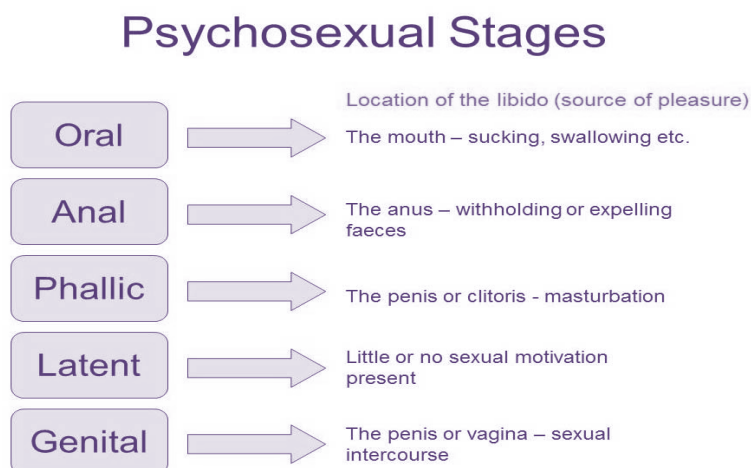 Psychosexual Stages
Location of the libido (source of pleasure)
Oral
The mouth – sucking, swallowing etc.
Anal
The anus – withholding or expelling
faeces
Phallic
The penis or clitoris - masturbation
Latent
Little or no sexual motivation
present
Genital
The penis or vagina – sexual
intercourse